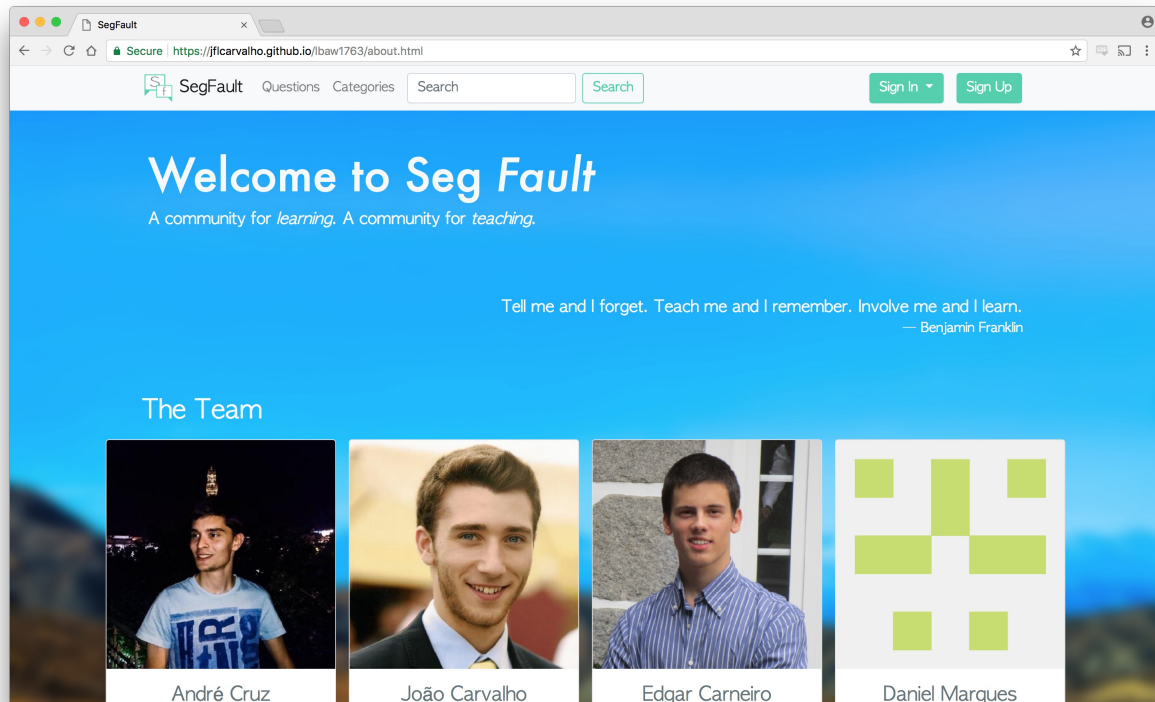 SegFault
Secure https://jflcarvalho.github.io/lbaw1763/about.html
S f SegFault Questions Categories Search Search Sign In Sign Up
Welcome to Seg Fault
A community for learning. A community for teaching.
Tell me and I forget. Teach me and I remember. Involve me and I learn.
— Benjamin Franklin
The Team
André Cruz João Carvalho Edgar Carneiro Daniel Marques